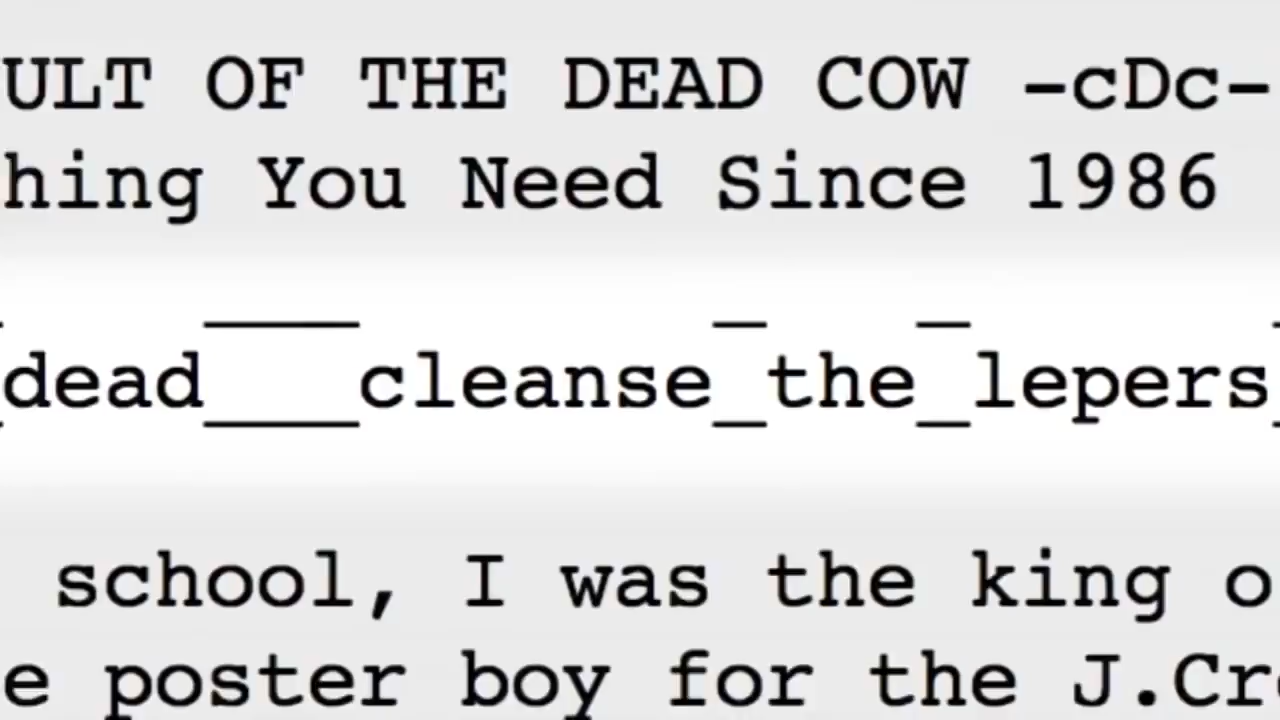 ULT OF THE DEAD COW -cDc-
hing You Need Since 1986
dead___cleanse_the_lepers_
school, I was the king o
e poster boy for the J.Cr